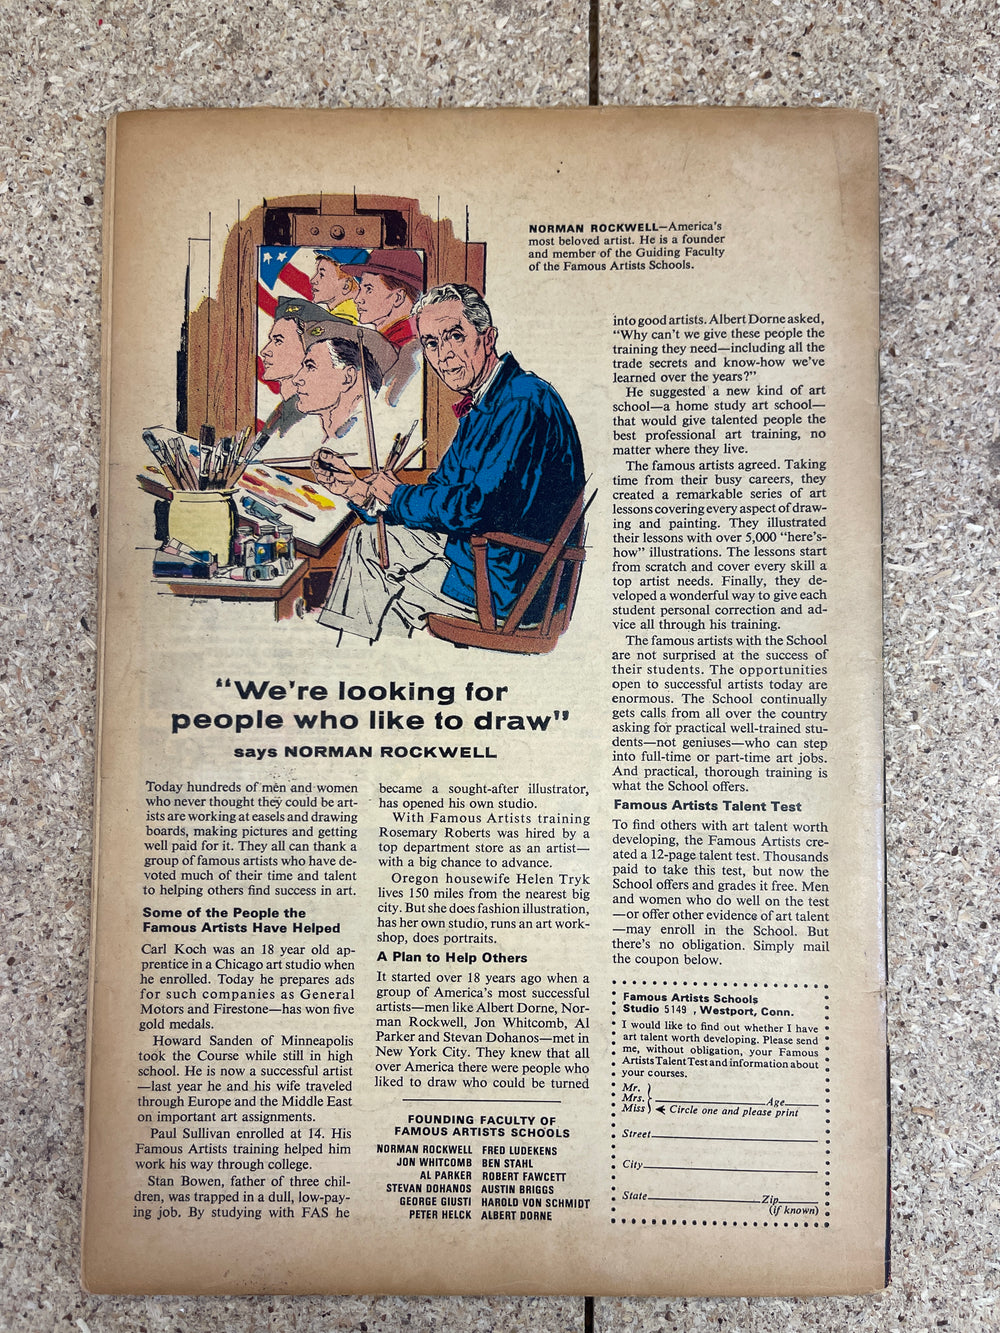 NORMAN ROCKWELL—America's
most beloved artist. He is a founder
and member of the Guiding Faculty
of the Famous Artists Schools.
"We're looking for
people who like to draw"
says NORMAN ROCKWELL
Today hundreds of men and women
who never thought they could be art-
ists are working at easels and drawing
boards, making pictures and getting
well paid for it. They all can thank a
group of famous artists who have de-
voted much of their time and talent
to helping others find success in art.
Some of the People the
Famous Artists Have Helped
Carl Koch was an 18 year old ap-
prentice in a Chicago art studio when
he enrolled. Today he prepares ads
for such companies as General
Motors and Firestone—has won five
gold medals.
Howard Sanden of Minneapolis
took the Course while still in high
school. He is now a successful artist
—last year he and his wife traveled
through Europe and the Middle East
on important art assignments.
Paul Sullivan enrolled at 14. His
Famous Artists training helped him
work his way through college.
Stan Bowen, father of three chil-
dren, was trapped in a dull, low-pay-
ing job. By studying with FAS he
became a sought-after illustrator,
has opened his own studio.
With Famous Artists training
Rosemary Roberts was hired by a
top department store as an artist—
with a big chance to advance.
Oregon housewife Helen Tryk
lives 150 miles from the nearest big
city. But she does fashion illustration,
has her own studio, runs an art work-
shop, does portraits.
A Plan to Help Others
It started over 18 years ago when a
group of America's most successful
artists—men like Albert Dorne, Nor-
man Rockwell, Jon Whitcomb, Al
Parker and Stevan Dohanos—met in
New York City. They knew that all
over America there were people who
liked to draw who could be turned
FOUNDING FACULTY OF
FAMOUS ARTISTS SCHOOLS
NORMAN ROCKWELL FRED LUDEKENS
JON WHITCOMB BEN STAHL
AL PARKER ROBERT FAWCETT
STEVAN DOHANOS AUSTIN BRIGGS
GEORGE GIUSTI HAROLD VON SCHMIDT
PETER HELCK ALBERT DORNE
into good artists. Albert Dorne asked,
"Why can't we give these people the
training they need—including all the
trade secrets and know-how we've
learned over the years?"
He suggested a new kind of art
school—a home study art school—
that would give talented people the
best professional art training, no
matter where they live.
The famous artists agreed. Taking
time from their busy careers, they
created a remarkable series of art
lessons covering every aspect of draw-
ing and painting. They illustrated
their lessons with over 5,000 "here's-
how" illustrations. The lessons start
from scratch and cover every skill a
top artist needs. Finally, they de-
veloped a wonderful way to give each
student personal correction and ad-
vice all through his training.
The famous artists with the School
are not surprised at the success of
their students. The opportunities
open to successful artists today are
enormous. The School continually
gets calls from all over the country
asking for practical well-trained stu-
dents—not geniuses—who can step
into full-time or part-time art jobs.
And practical, thorough training is
what the School offers.
Famous Artists Talent Test
To find others with art talent worth
developing, the Famous Artists cre-
ated a 12-page talent test. Thousands
paid to take this test, but now the
School offers and grades it free. Men
and women who do well on the test
—or offer other evidence of art talent
—may enroll in the School. But
there's no obligation. Simply mail
the coupon below.
Famous Artists Schools
Studio 5149 , Westport, Conn.
I would like to find out whether I have
art talent worth developing. Please send
me, without obligation, your Famous
Artists Talent Test and information about
your courses.
Mr.
Mrs. Age
Miss Circle one and please print
Street
City
State Zip
(if known)